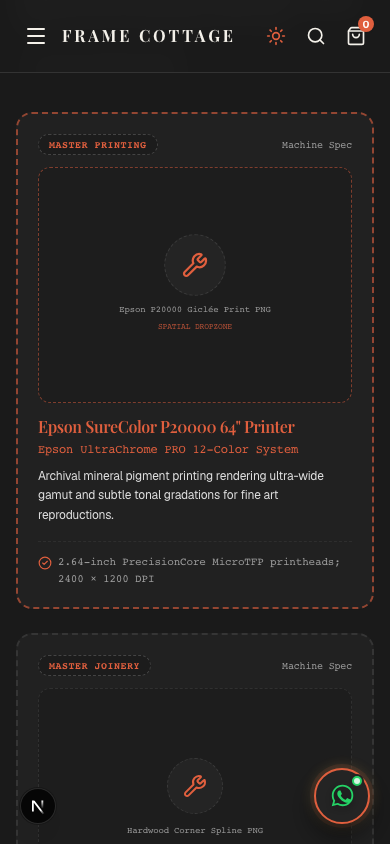 FRAME COTTAGE
0
MASTER PRINTING
Machine Spec
Epson P20000 Giclée Print PNG
SPATIAL DROPZONE
Epson SureColor P20000 64" Printer
Epson UltraChrome PRO 12-Color System
Archival mineral pigment printing rendering ultra-wide
gamut and subtle tonal gradations for fine art
reproductions.
2.64-inch PrecisionCore MicroTFP printheads;
2400 × 1200 DPI
MASTER JOINERY
Machine Spec
N
Hardwood Corner Spline PNG